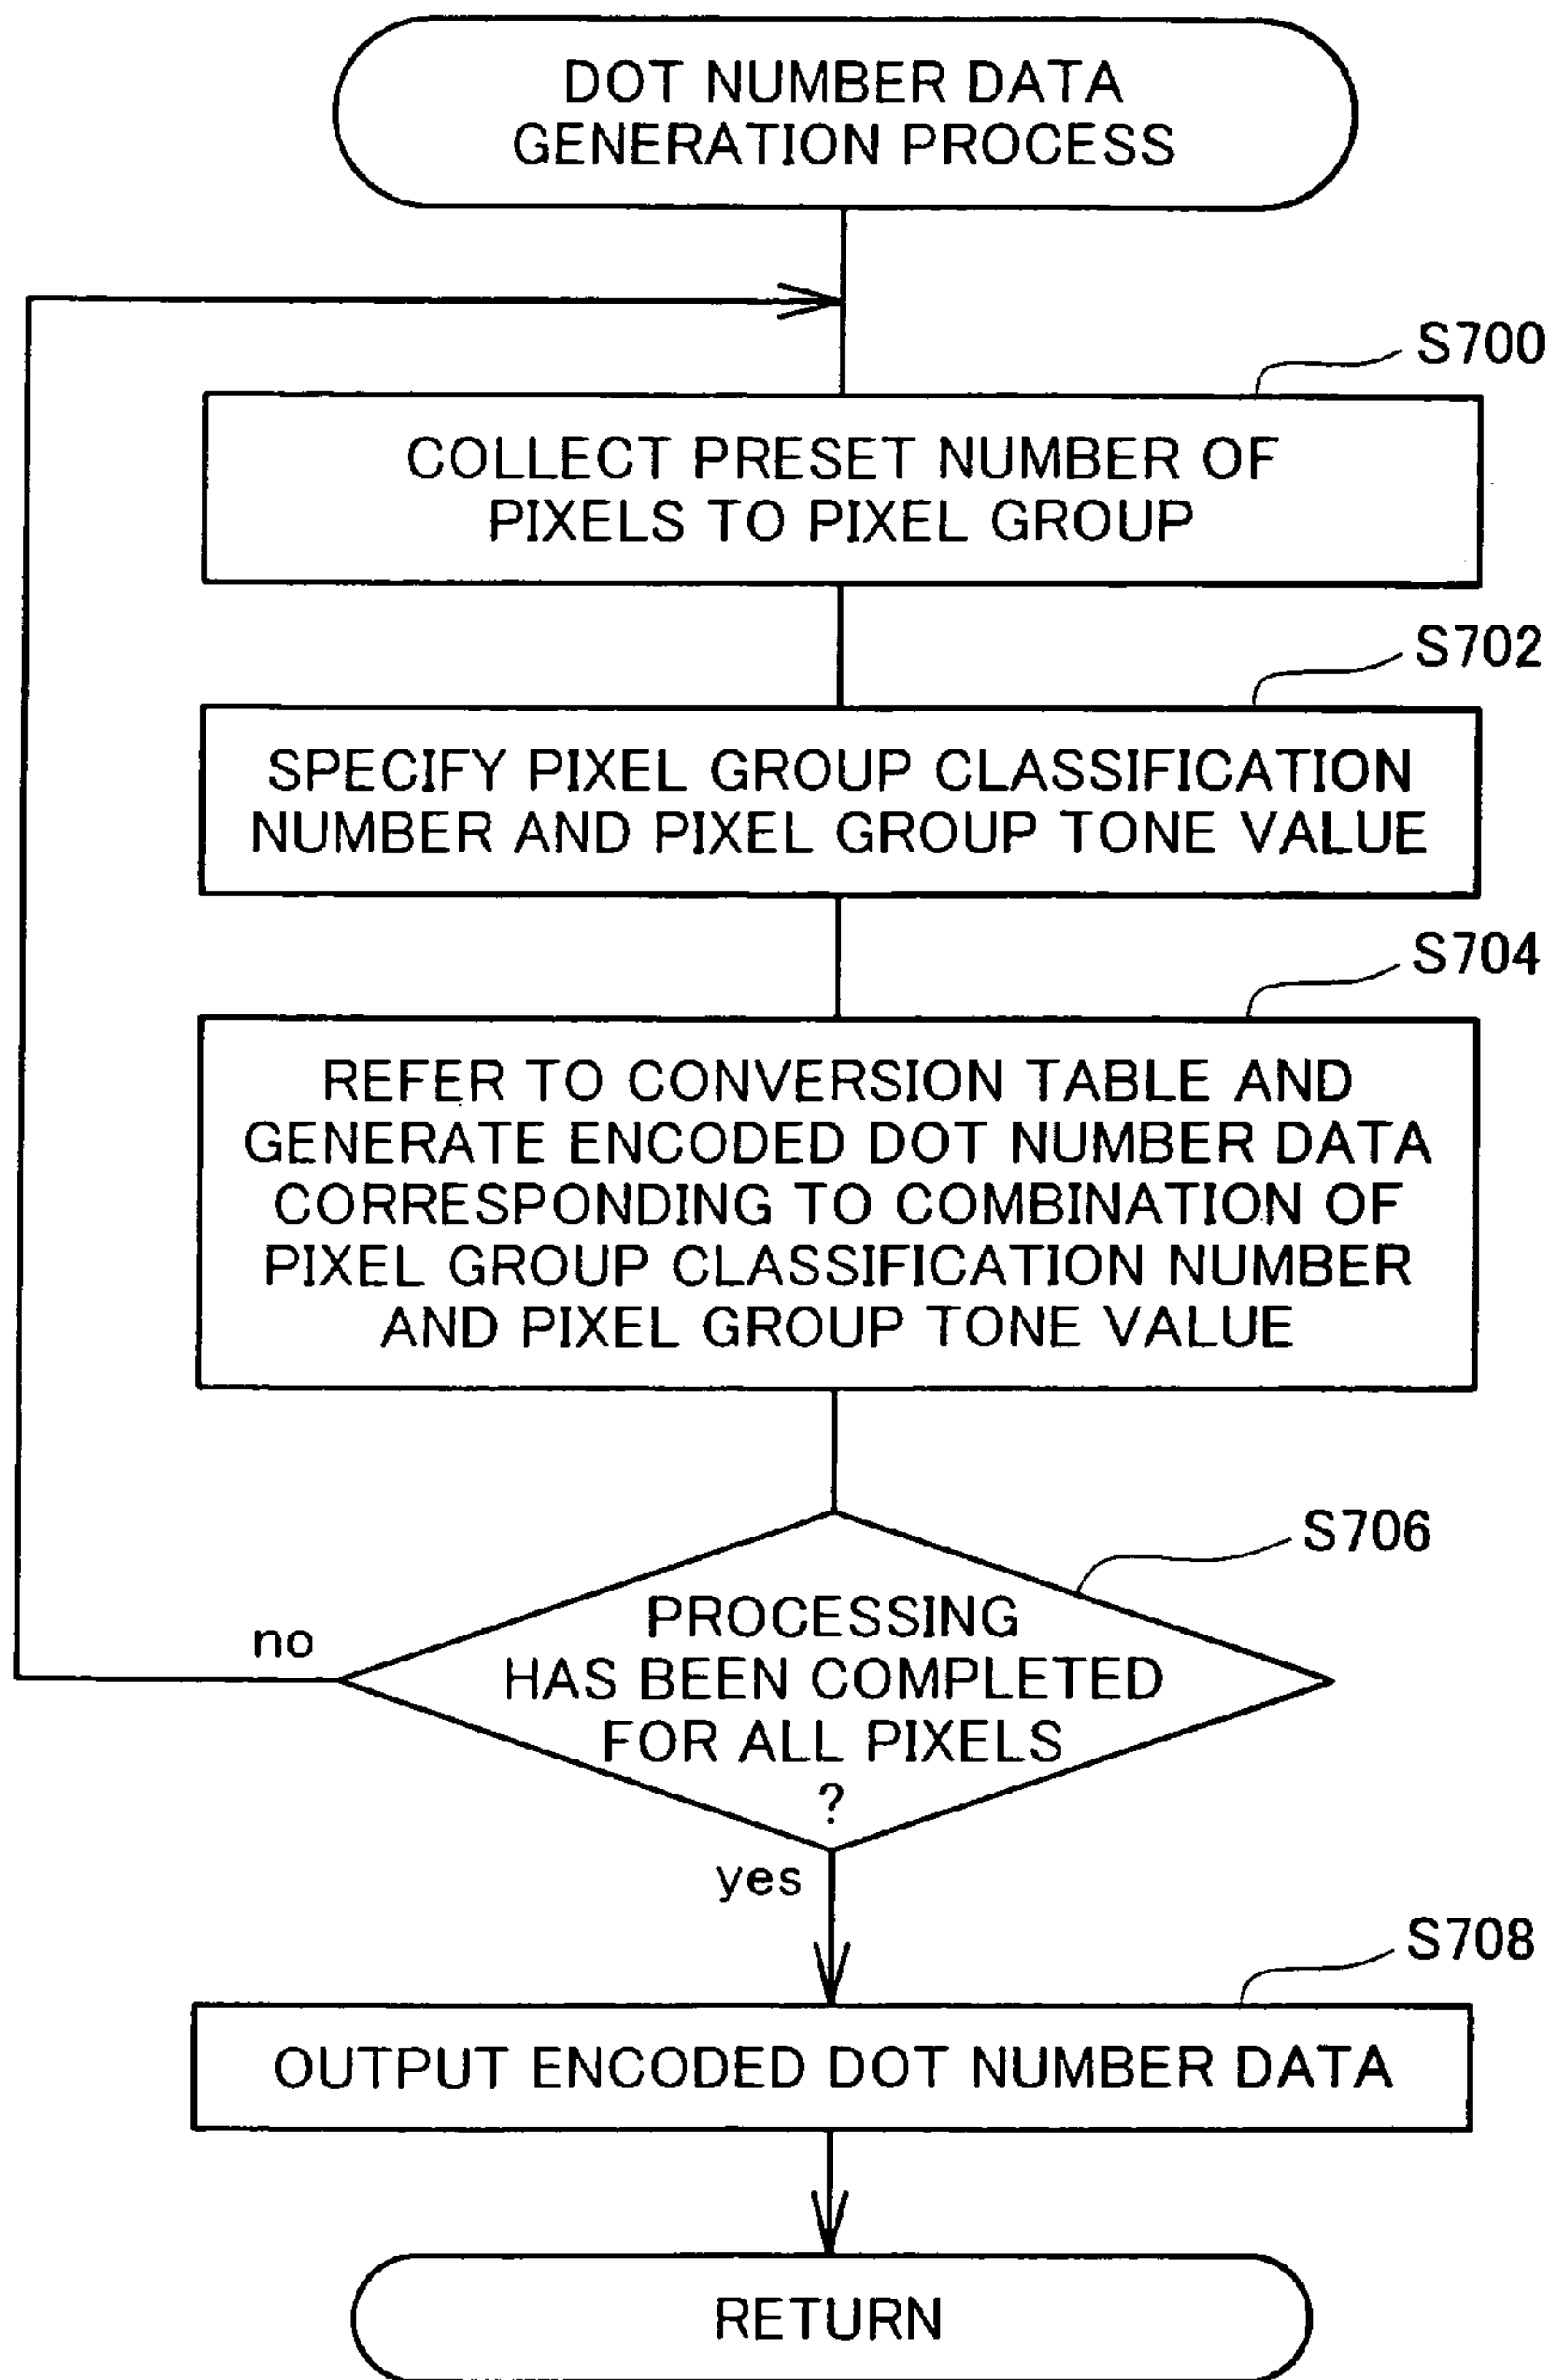 DOT NUMBER DATA
GENERATION PROCESS
S700
COLLECT PRESET NUMBER OF
PIXELS TO PIXEL GROUP
S702
SPECIFY PIXEL GROUP CLASSIFICATION
NUMBER AND PIXEL GROUP TONE VALUE
S704
REFER TO CONVERSION TABLE AND
GENERATE ENCODED DOT NUMBER DATA
CORRESPONDING TO COMBINATION OF
PIXEL GROUP CLASSIFICATION NUMBER
AND PIXEL GROUP TONE VALUE
S706
PROCESSING
HAS BEEN COMPLETED
FOR ALL PIXELS
?
no
yes
S708
OUTPUT ENCODED DOT NUMBER DATA
RETURN